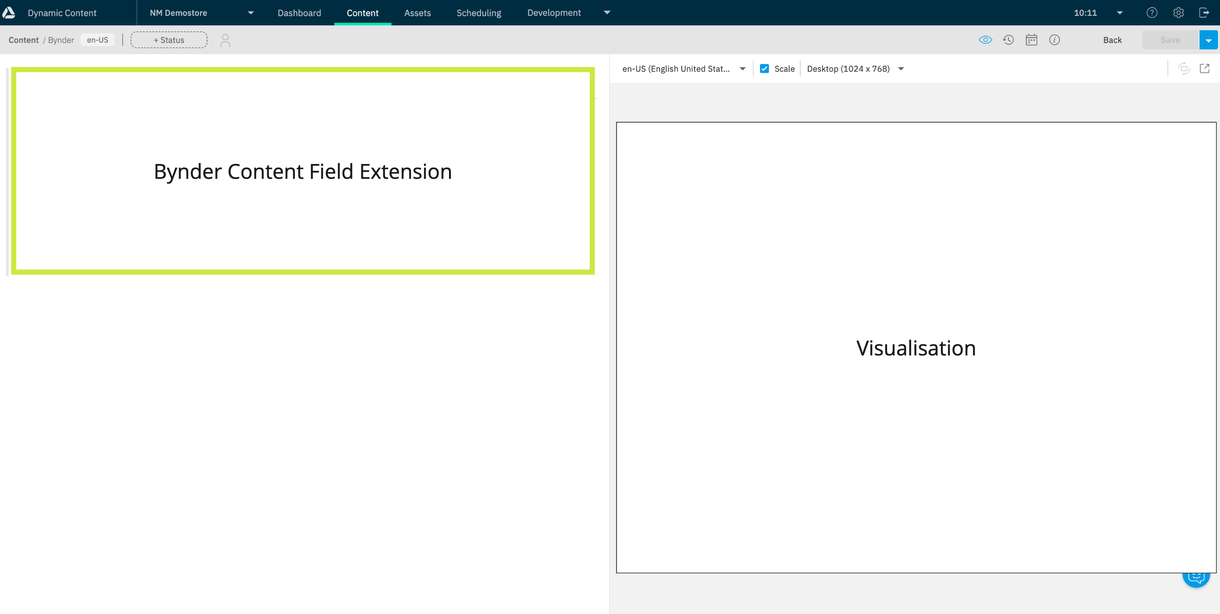 Dynamic Content
NM Demostore
Dashboard
Content
Assets
Scheduling
Development
10:11
Content / Bynder
en-US
+ Status
Back
Save
en-US (English United Stat...
Scale
Desktop (1024 x 768)
Bynder Content Field Extension
Visualisation